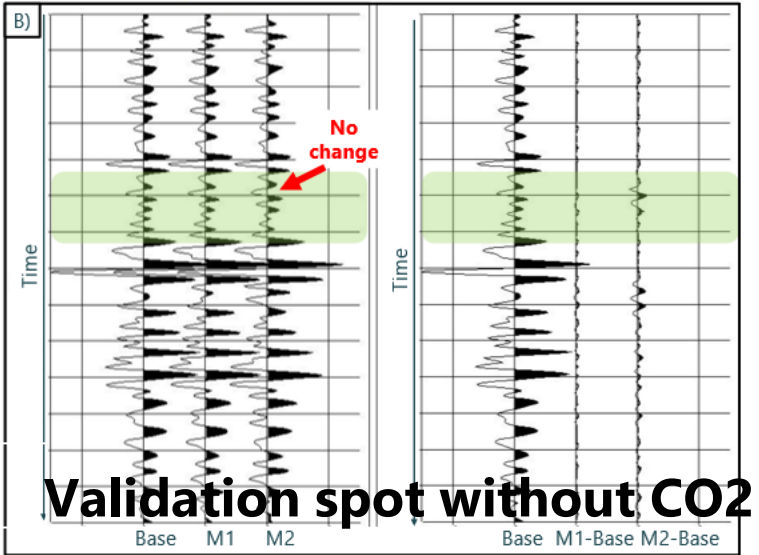 B)
No
change
Time
Time
Validation spot without CO2
Base M1 M2
Base M1-Base M2-Base